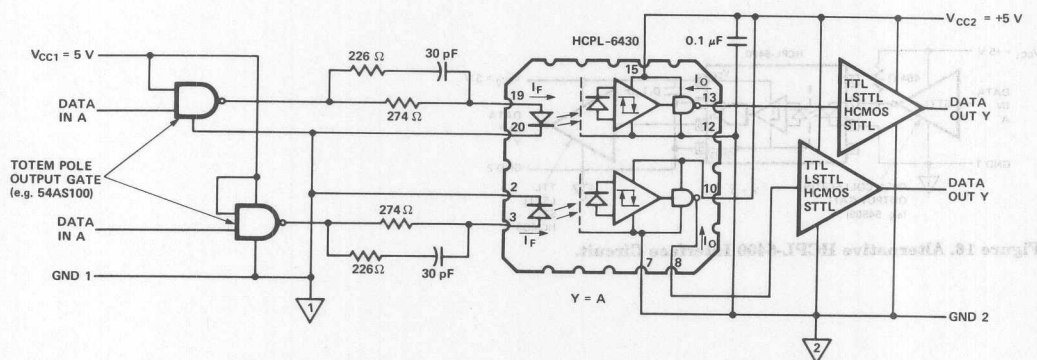 V_CC1 = 5 V
DATA
IN A
TOTEM POLE
OUTPUT GATE
(e.g. 54AS100)
DATA
IN A
GND 1
226 Ω
30 pF
274 Ω
274 Ω
226Ω
30 pF
1
HCPL-6430
0.1 μF
15
19
I_F
I_O
13
20
12
2
10
3
I_F
I_O
7
8
Y = A
V_CC2 = +5 V
TTL
LSTTL
HCMOS
STTL
DATA
OUT Y
TTL
LSTTL
HCMOS
STTL
DATA
OUT Y
GND 2
2
Figure 16. Alternative HCPL-6400 Interface Circuit.